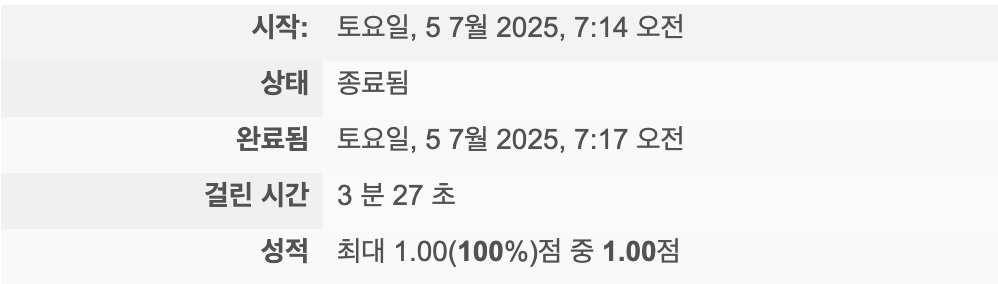 시작: 토요일, 5 7월 2025, 7:14 오전
상태 종료됨
완료됨 토요일, 5 7월 2025, 7:17 오전
걸린 시간 3 분 27 초
성적 최대 1.00(100%)점 중 1.00점